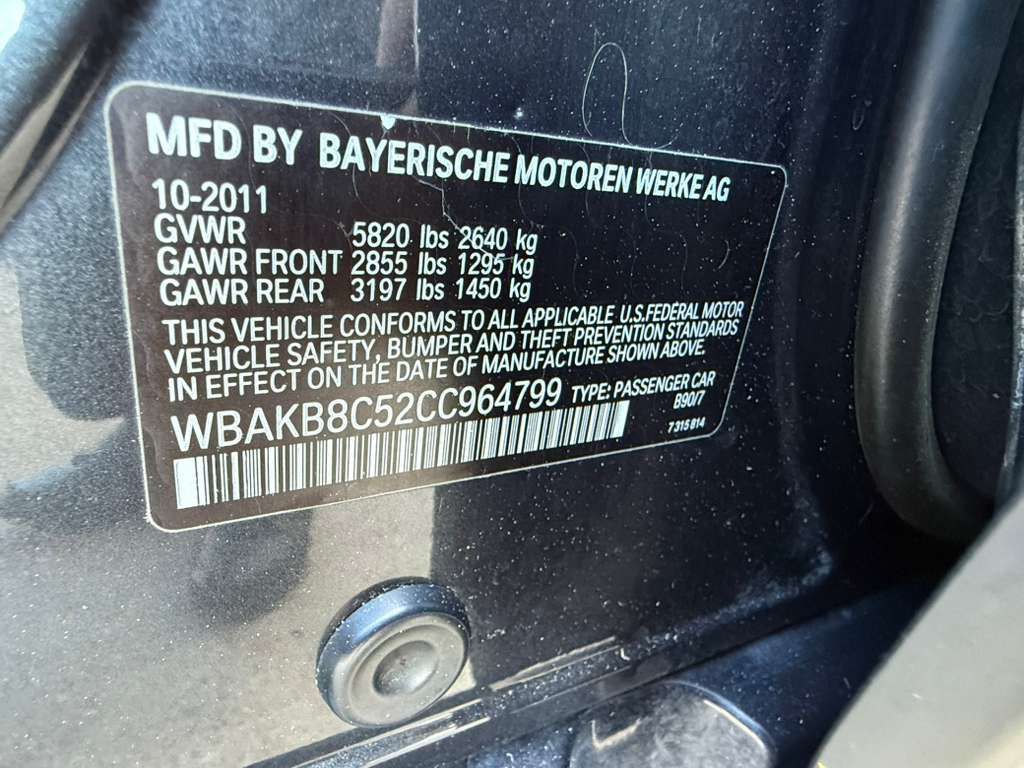 MFD BY BAYERISCHE MOTOREN WERKE AG
10-2011
GVWR 5820 lbs 2640 kg
GAWR FRONT 2855 lbs 1295 kg
GAWR REAR 3197 lbs 1450 kg
THIS VEHICLE CONFORMS TO ALL APPLICABLE U.S.FEDERAL MOTOR
VEHICLE SAFETY, BUMPER AND THEFT PREVENTION STANDARDS
IN EFFECT ON THE DATE OF MANUFACTURE SHOWN ABOVE.
WBAKB8C52CC964799 TYPE: PASSENGER CAR
B90/7
7315814